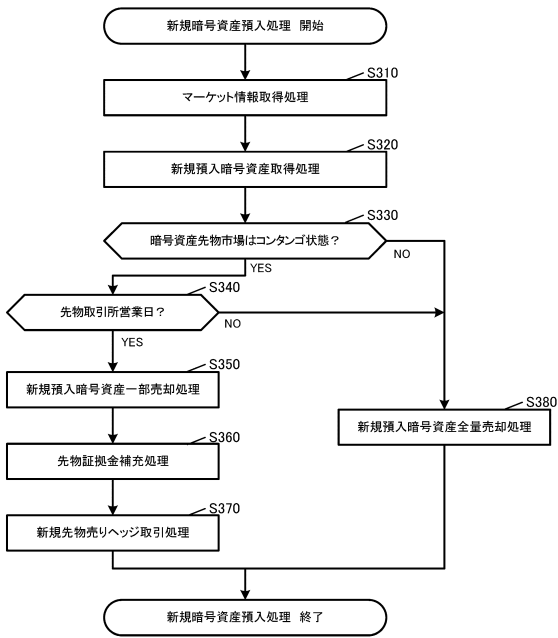 新規暗号資産預入処理 開始
S310
マーケット情報取得処理
S320
新規預入暗号資産取得処理
S330
暗号資産先物市場はコンタンゴ状態？
YES
NO
S340
先物取引所営業日？
NO
YES
S350
新規預入暗号資産一部売却処理
S380
新規預入暗号資産全量売却処理
S360
先物証拠金補充処理
S370
新規先物売りヘッジ取引処理
新規暗号資産預入処理 終了